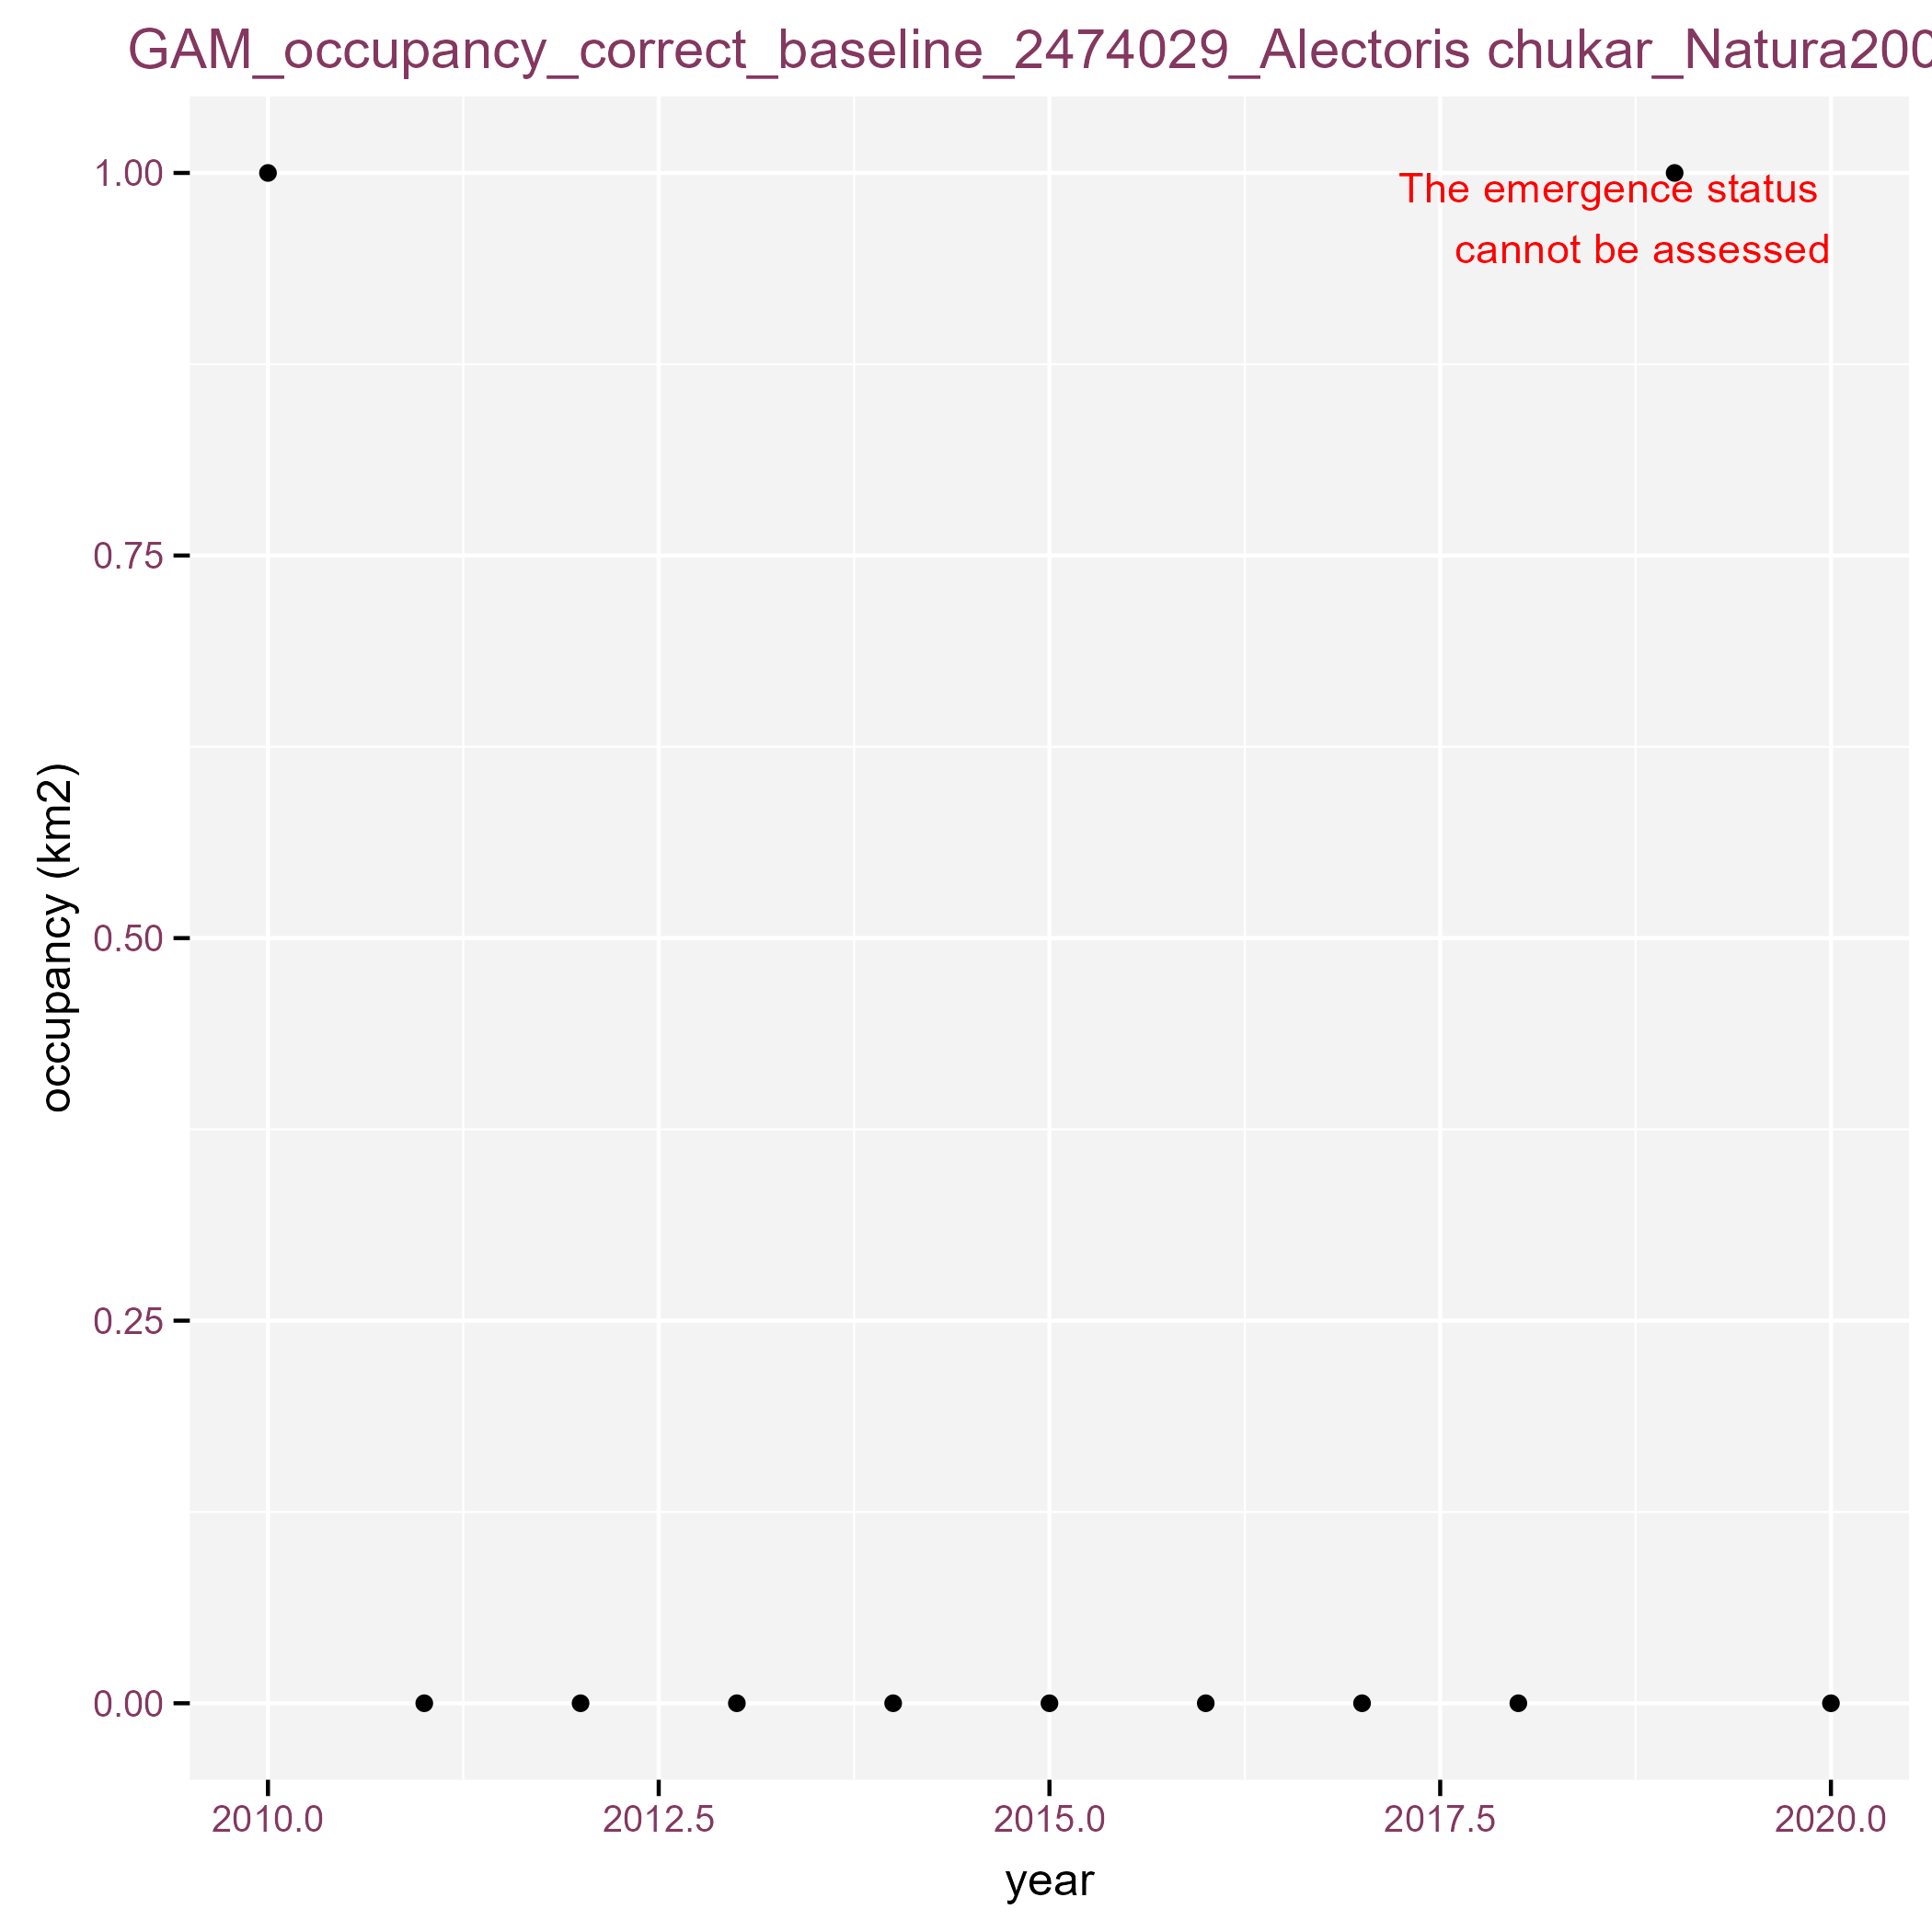 GAM_occupancy_correct_baseline_2474029_Alectoris chukar_Natura200
The emergence status
cannot be assessed
1.00
0.75
0.50
0.25
0.00
occupancy (km2)
2010.0 2012.5 2015.0 2017.5 2020.0
year